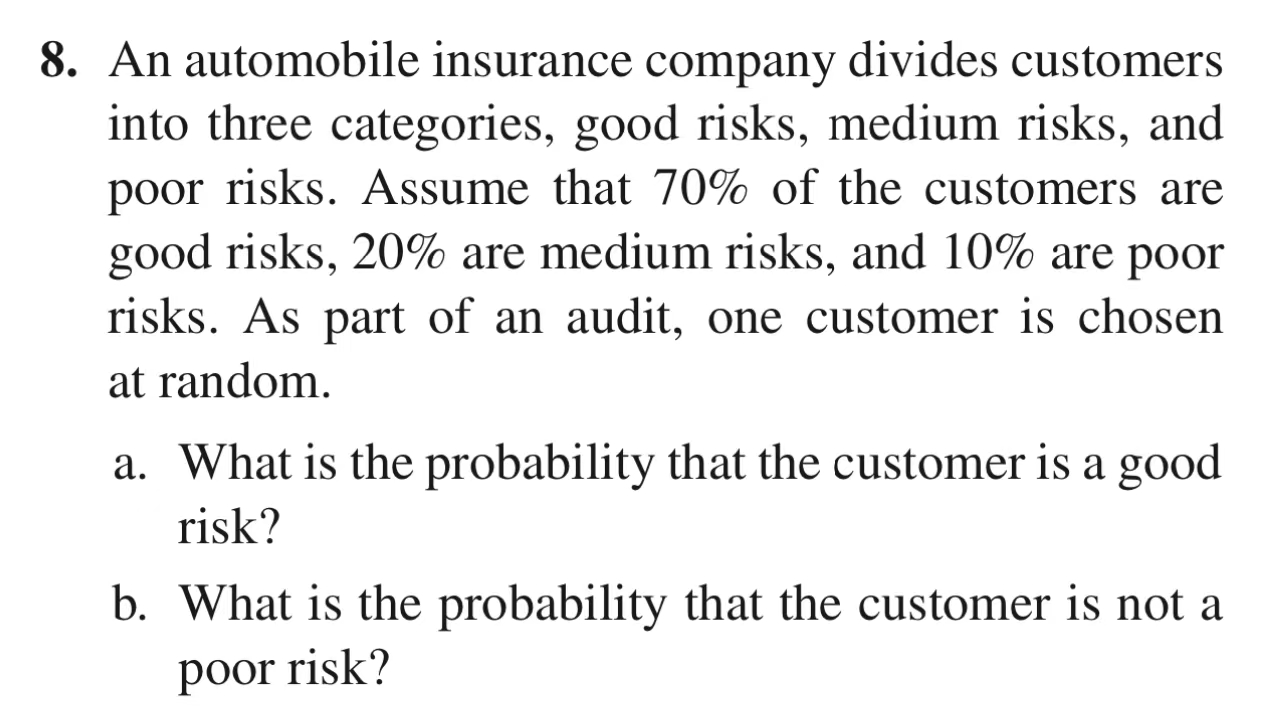 8. An automobile insurance company divides customers
into three categories, good risks, medium risks, and
poor risks. Assume that 70% of the customers are
good risks, 20% are medium risks, and 10% are poor
risks. As part of an audit, one customer is chosen
at random.
a. What is the probability that the customer is a good
risk?
b. What is the probability that the customer is not a
poor risk?